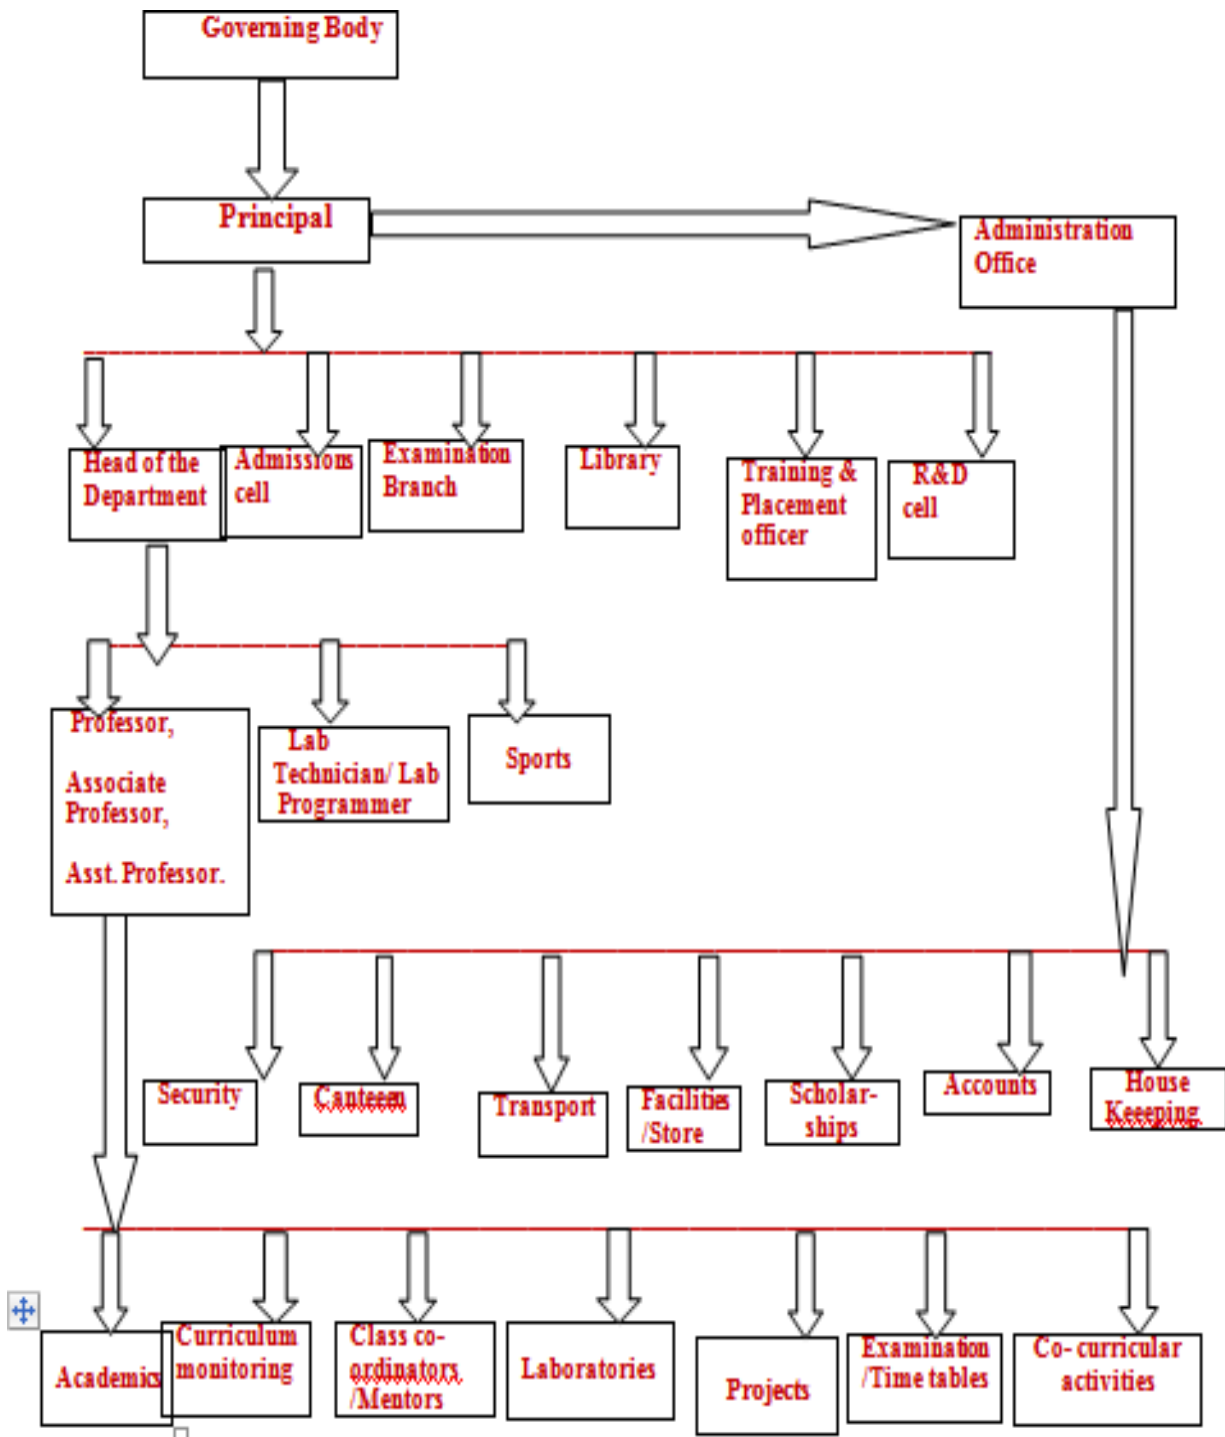 Governing Body
Principal
Administration
Office
Head of the
Department
Admissions
cell
Examination
Branch
Library
Training &
Placement
officer
R&D
cell
Professor,
Associate
Professor,
Asst. Professor.
Lab
Technician/ Lab
Programmer
Sports
Security
Canteeen
Transport
Facilities
/Store
Scholar-
ships
Accounts
House
Keeeping
Academics
Curriculum
monitoring
Class co-
ordinators
/Mentors
Laboratories
Projects
Examination
/Time tables
Co- curricular
activities